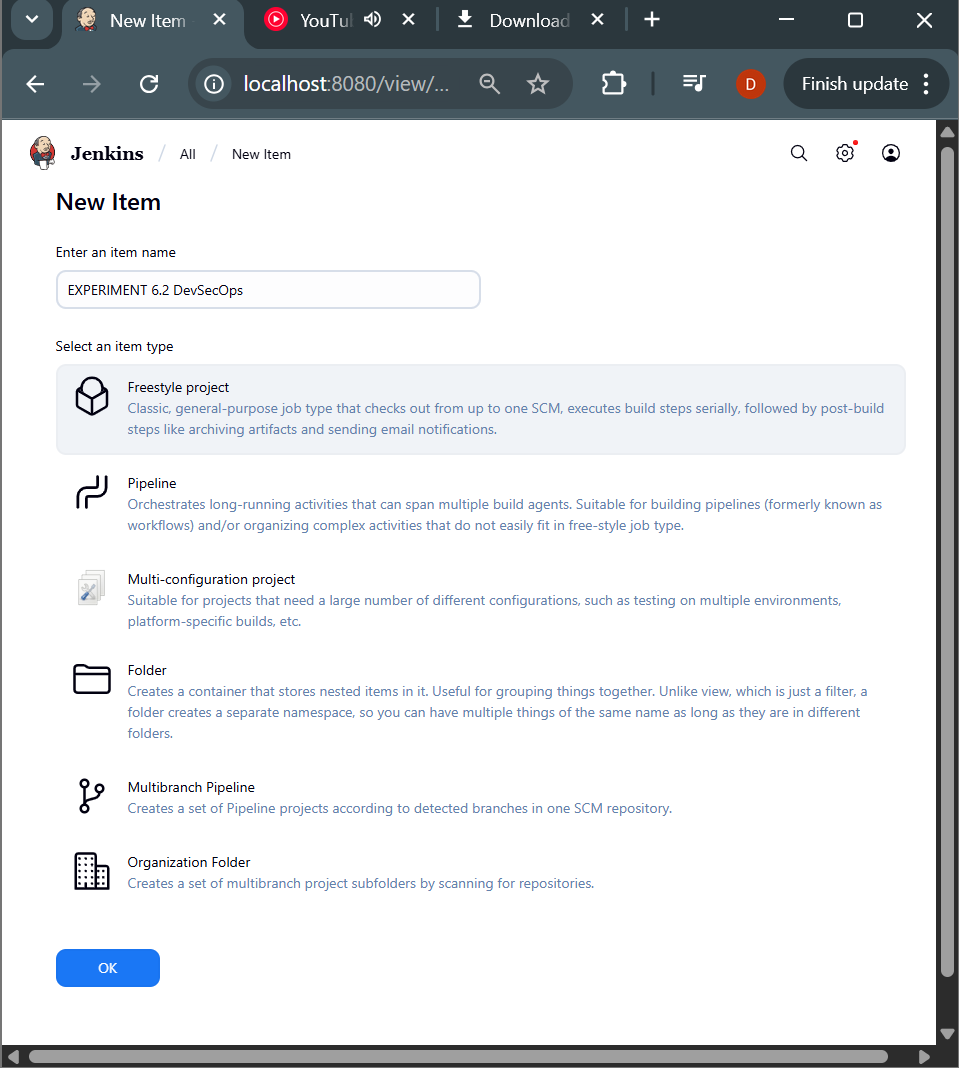 New Item
YouTu
Download
localhost:8080/view/...
D
Finish update
Jenkins / All / New Item
New Item
Enter an item name
EXPERIMENT 6.2 DevSecOps
Select an item type
Freestyle project
Classic, general-purpose job type that checks out from up to one SCM, executes build steps serially, followed by post-build
steps like archiving artifacts and sending email notifications.
Pipeline
Orchestrates long-running activities that can span multiple build agents. Suitable for building pipelines (formerly known as
workflows) and/or organizing complex activities that do not easily fit in free-style job type.
Multi-configuration project
Suitable for projects that need a large number of different configurations, such as testing on multiple environments,
platform-specific builds, etc.
Folder
Creates a container that stores nested items in it. Useful for grouping things together. Unlike view, which is just a filter, a
folder creates a separate namespace, so you can have multiple things of the same name as long as they are in different
folders.
Multibranch Pipeline
Creates a set of Pipeline projects according to detected branches in one SCM repository.
Organization Folder
Creates a set of multibranch project subfolders by scanning for repositories.
OK